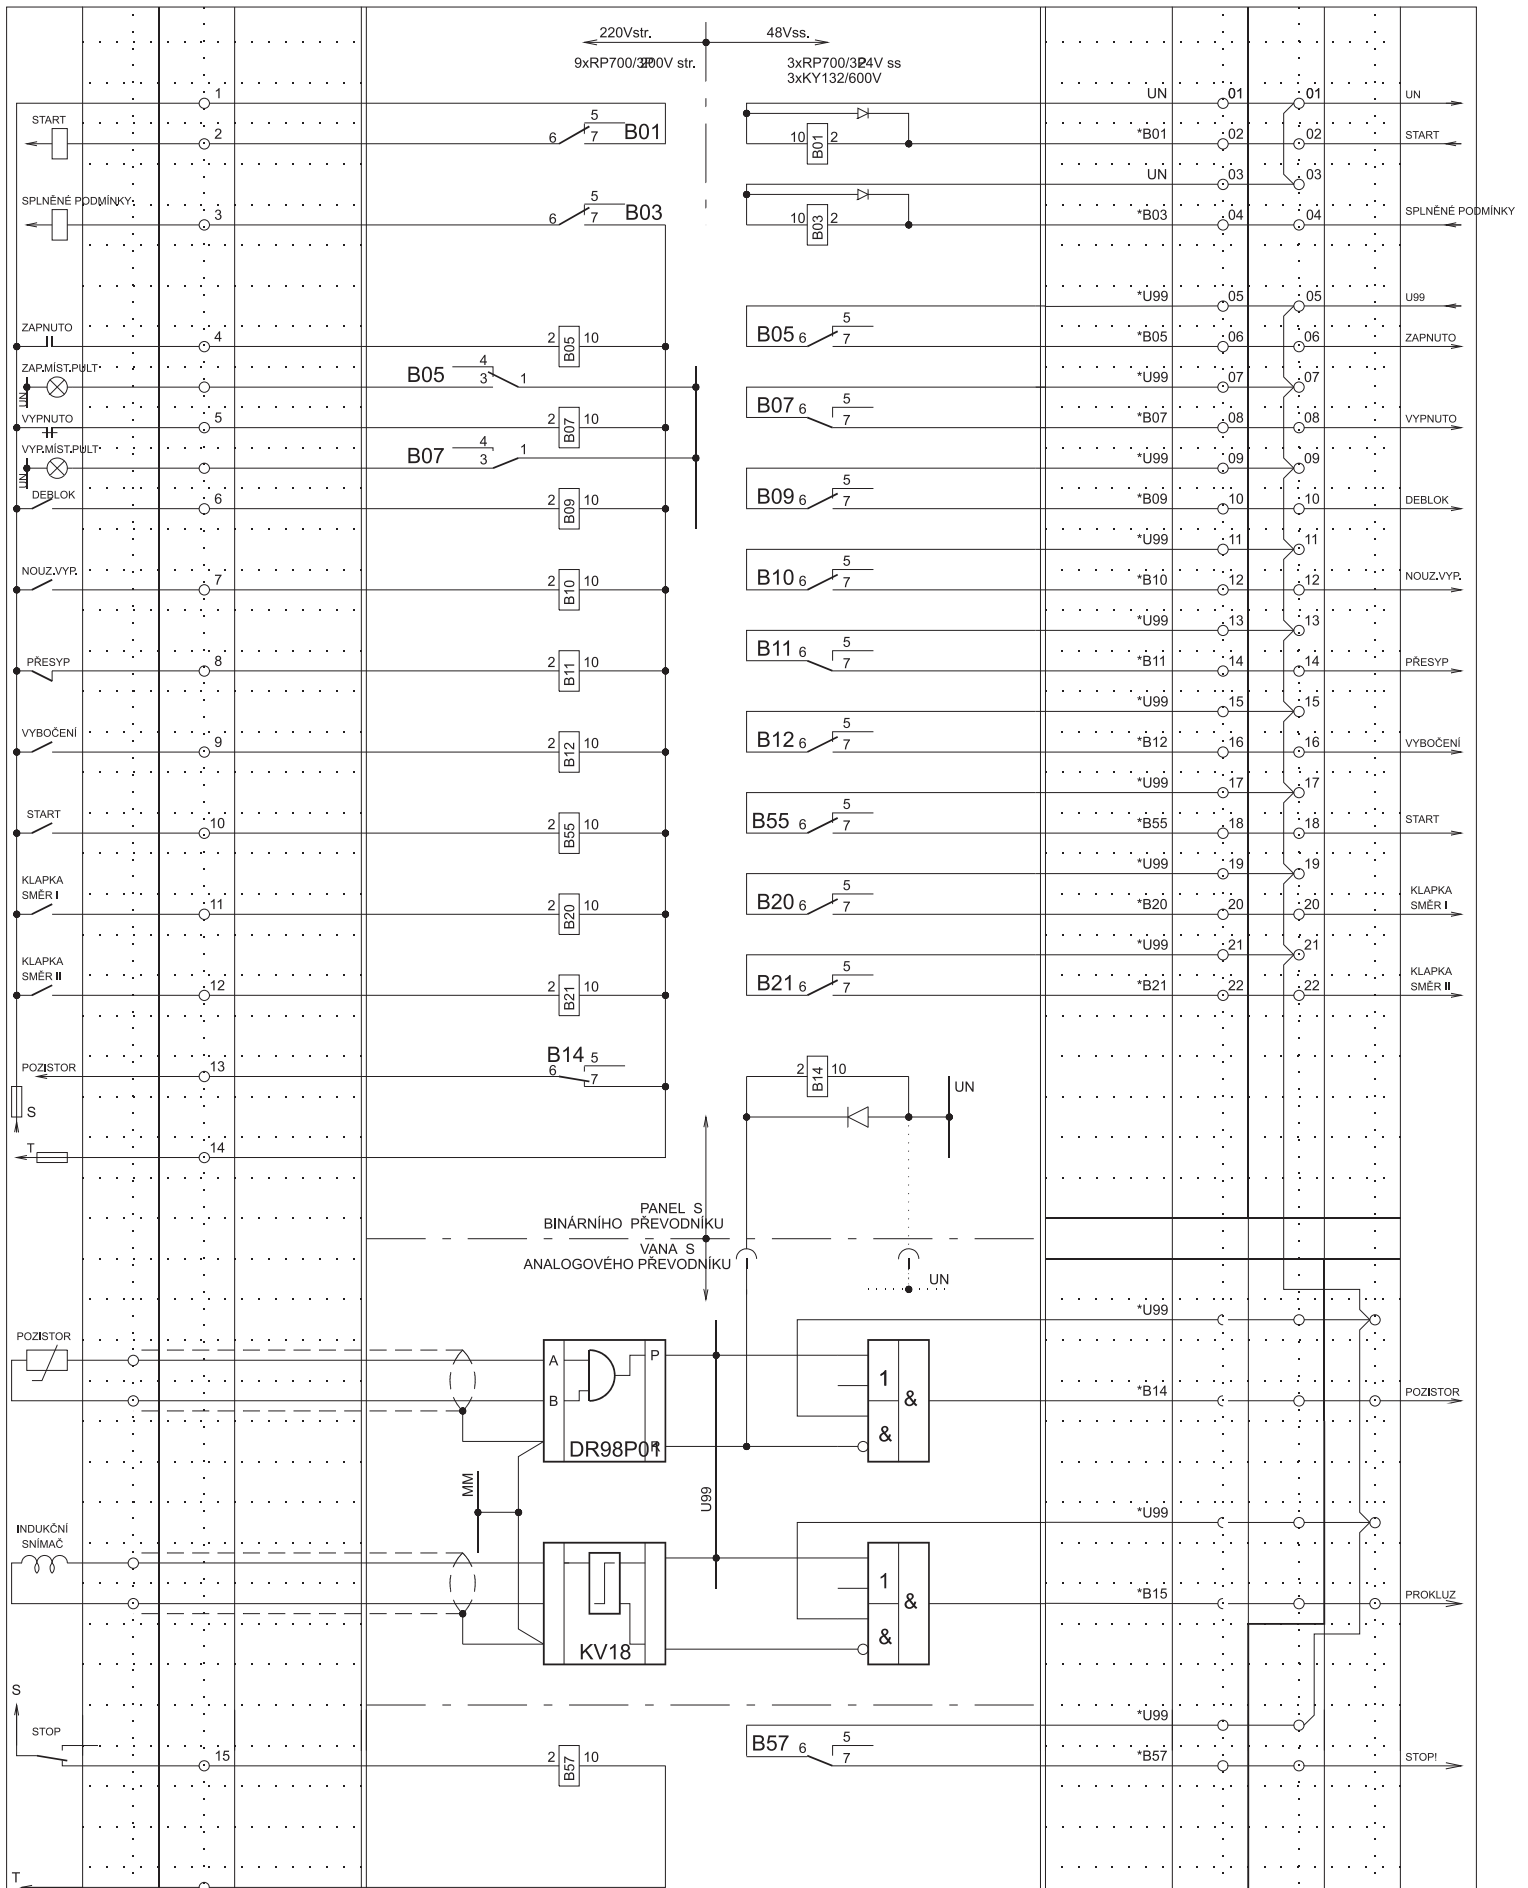 220Vstr. 48Vss.
9xRP700/3P 200V str. 3xRP700/3P 24V ss
3xKY132/600V
1 UN 01 01 UN
START 2 6 5 7 B01 10 B01 2 *B01 02 02 START
UN 03 03
SPLNĚNÉ PODMÍNKY 3 6 5 7 B03 10 B03 2 *B03 04 04 SPLNĚNÉ PODMÍNKY
*U99 05 05 U99
ZAPNUTO 4 2 B05 10 B05 6 5 7 *B05 06 06 ZAPNUTO
ZAP.MÍST.PULT UN B05 4 3 1 *U99 07 07
VYPNUTO 5 2 B07 10 B07 6 5 7 *B07 08 08 VYPNUTO
VYP.MÍST.PULT UN B07 4 3 1 *U99 09 09
DEBLOK 6 2 B09 10 B09 6 5 7 *B09 10 10 DEBLOK
*U99 11 11
NOUZ.VYP. 7 2 B10 10 B10 6 5 7 *B10 12 12 NOUZ.VYP.
*U99 13 13
PŘESYP 8 2 B11 10 B11 6 5 7 *B11 14 14 PŘESYP
*U99 15 15
VYBOČENÍ 9 2 B12 10 B12 6 5 7 *B12 16 16 VYBOČENÍ
*U99 17 17
START 10 2 B55 10 B55 6 5 7 *B55 18 18 START
*U99 19 19
KLAPKA
SMĚR I 11 2 B20 10 B20 6 5 7 *B20 20 20 KLAPKA
SMĚR I
*U99 21 21
KLAPKA
SMĚR II 12 2 B21 10 B21 6 5 7 *B21 22 22 KLAPKA
SMĚR II
POZISTOR 13 B14 6 5 7 2 B14 10 UN
S
T 14
PANEL S
BINÁRNÍHO PŘEVODNÍKU
VANA S
ANALOGOVÉHO PŘEVODNÍKU
UN
*U99
POZISTOR A P 1 &
B R & *B14 POZISTOR
DR98P01
MM U99
*U99
INDUKČNÍ
SNÍMAČ
1 & *B15 PROKLUZ
KV18 &
S
*U99
STOP 15 2 B57 10 B57 6 5 7 *B57 STOP!
T